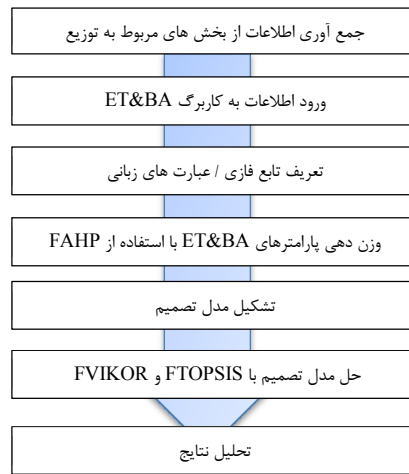 جمع آوری اطلاعات از بخش های مربوط به توزیع
ورود اطلاعات به کاربرگ ET&BA
تعریف تابع فازی / عبارت های زبانی
وزن دهی پارامترهای ET&BA با استفاده از FAHP
تشکیل مدل تصمیم
حل مدل تصمیم با FTOPSIS و FVIKOR
تحلیل نتایج